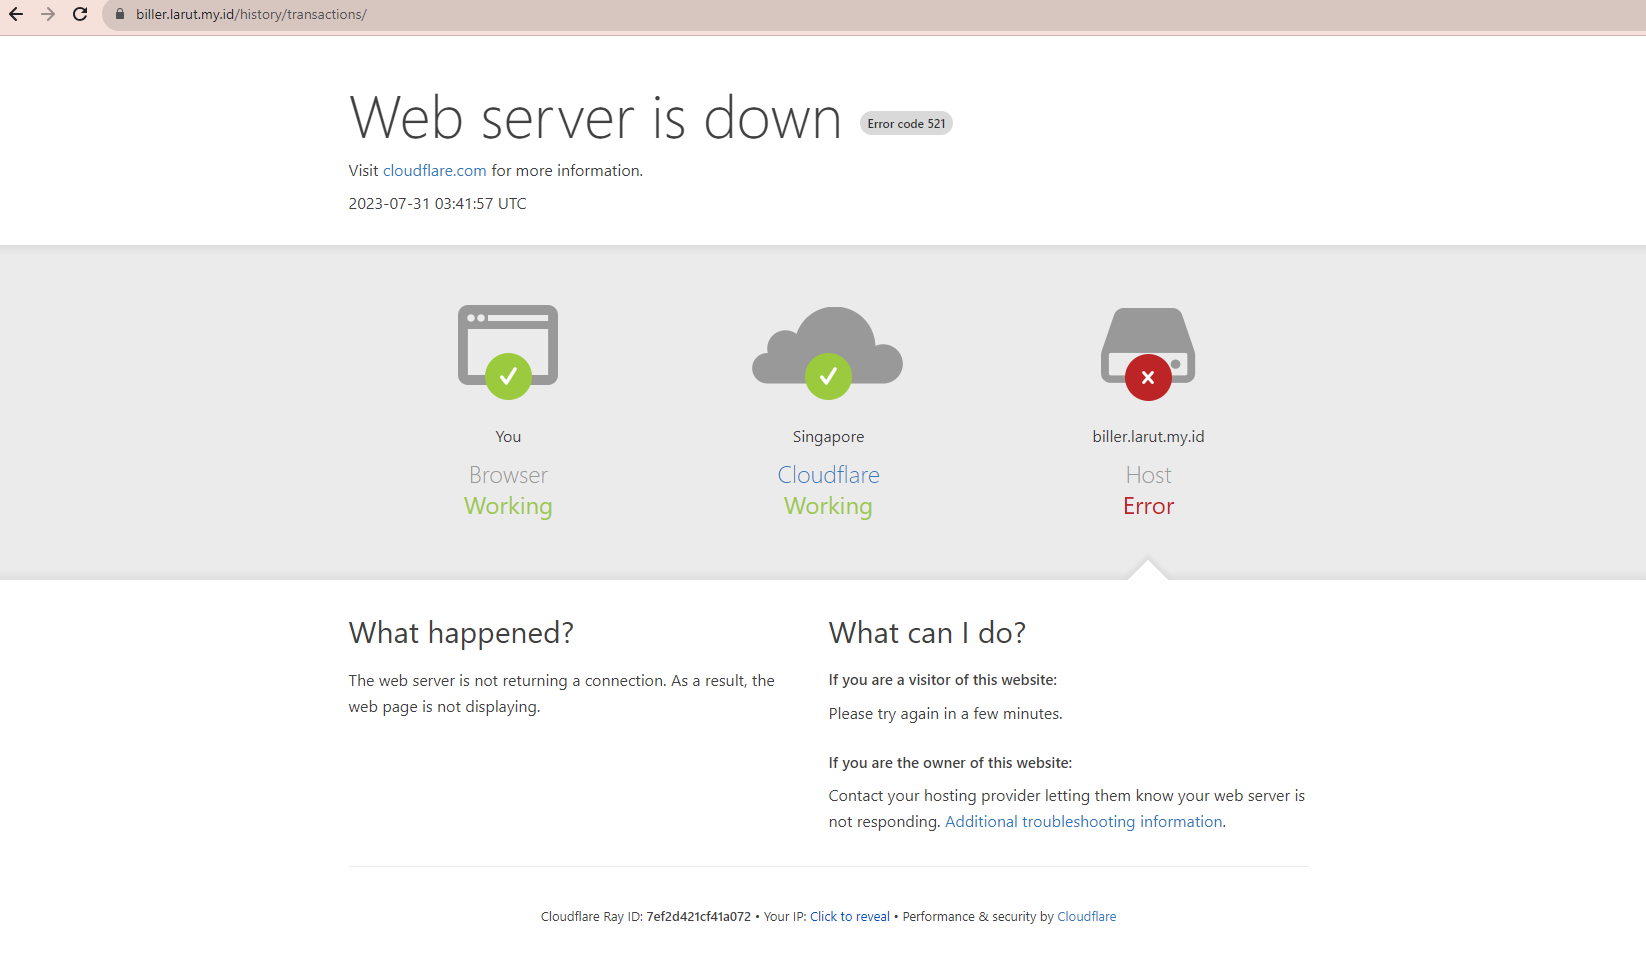 biller.larut.my.id/history/transactions/
Web server is down Error code 521
Visit cloudflare.com for more information.
2023-07-31 03:41:57 UTC
You
Browser
Working
Singapore
Cloudflare
Working
biller.larut.my.id
Host
Error
What happened?
The web server is not returning a connection. As a result, the
web page is not displaying.
What can I do?
If you are a visitor of this website:
Please try again in a few minutes.
If you are the owner of this website:
Contact your hosting provider letting them know your web server is
not responding. Additional troubleshooting information.
Cloudflare Ray ID: 7ef2d421cf41a072 • Your IP: Click to reveal • Performance & security by Cloudflare